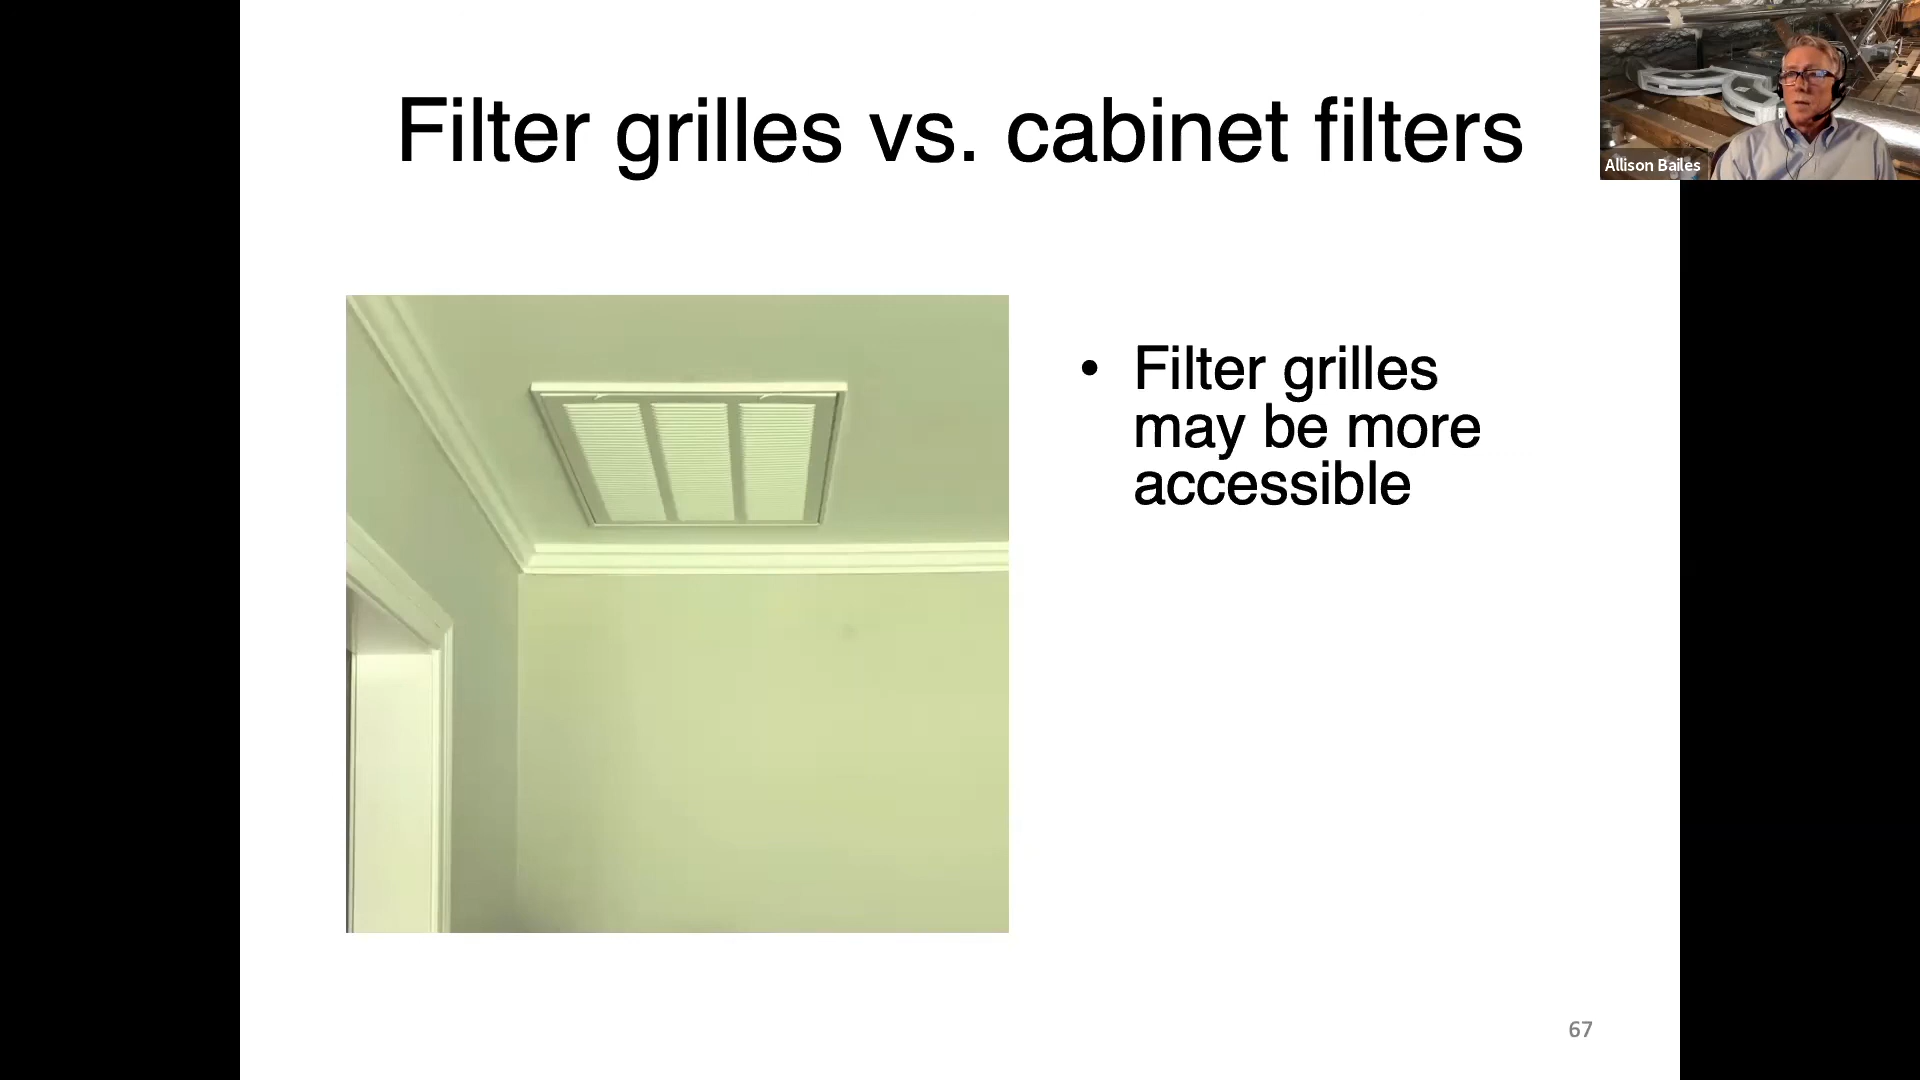 Filter grilles vs. cabinet filters
Allison Bailes
• Filter grilles
may be more
accessible
67